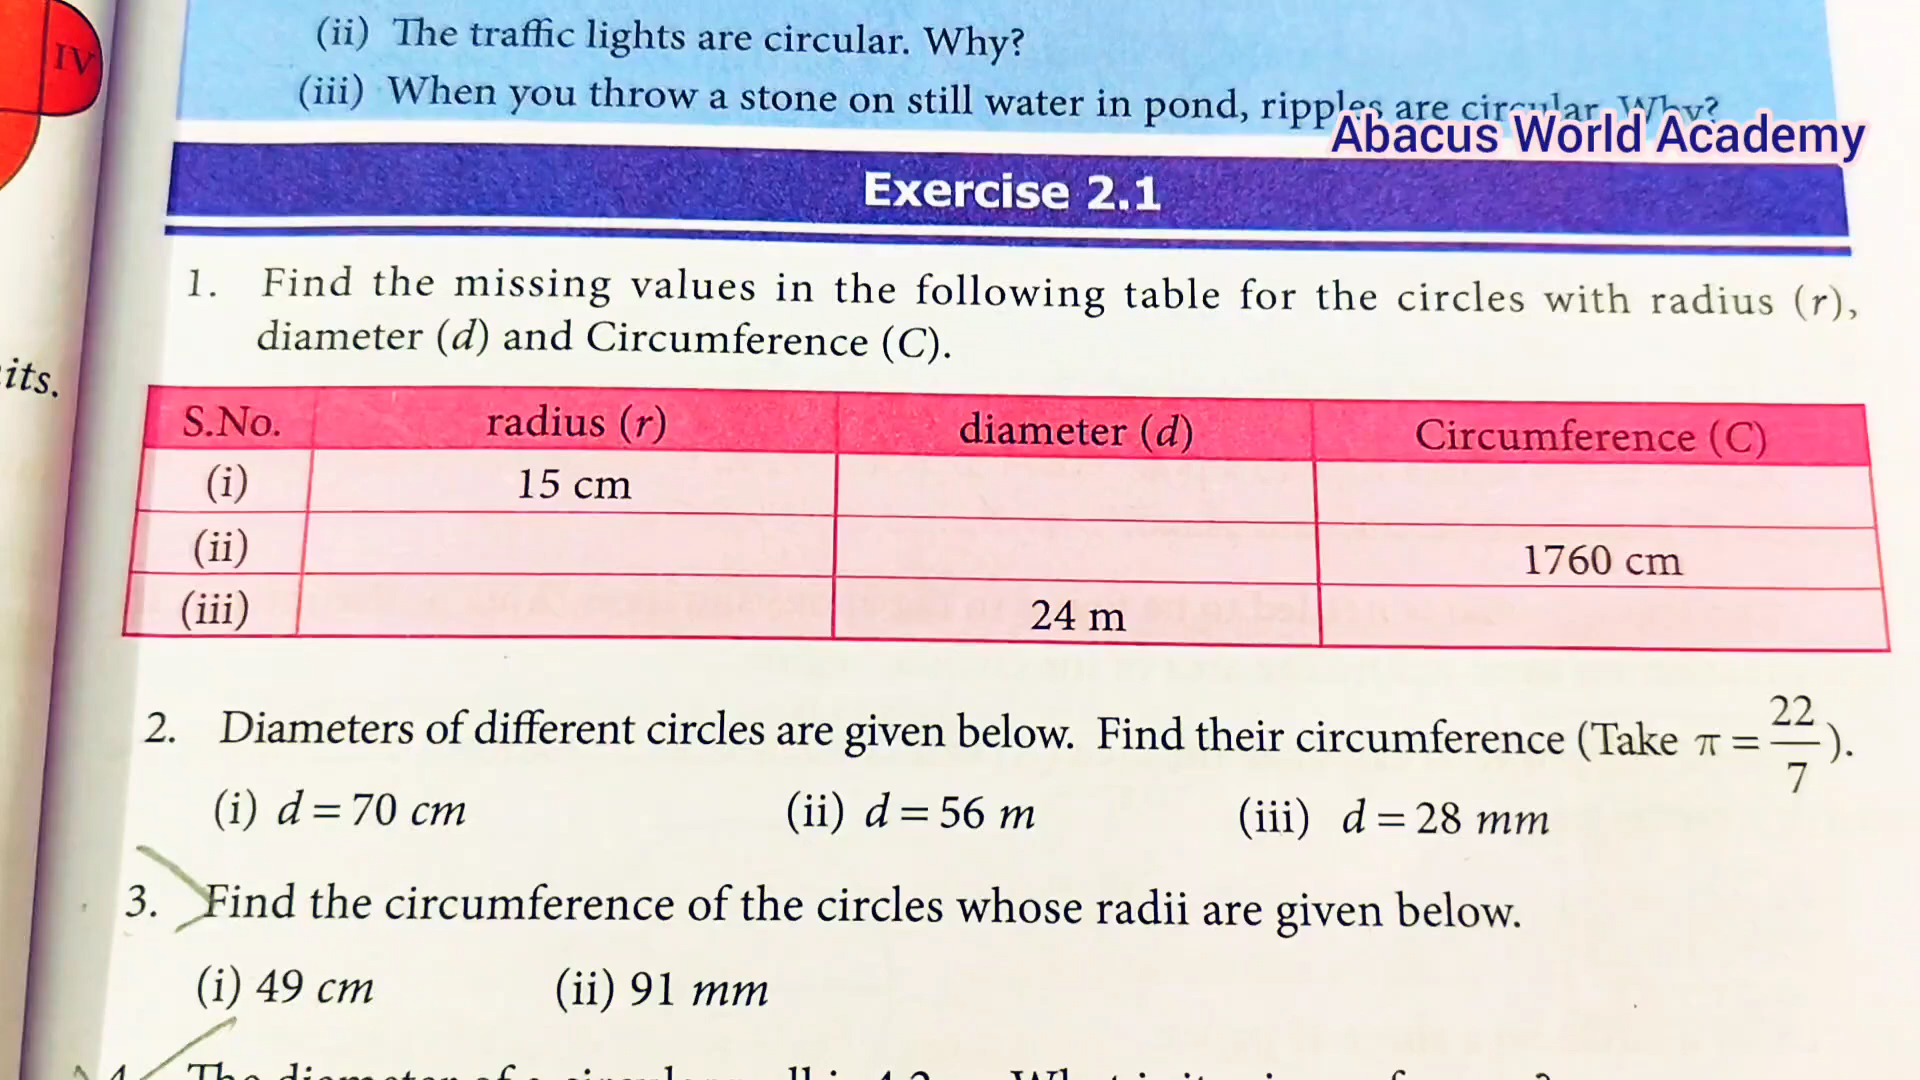 IV
(ii) The traffic lights are circular. Why?
(iii) When you throw a stone on still water in pond, ripples are circular. Why?
Abacus World Academy
Exercise 2.1
its.
1. Find the missing values in the following table for the circles with radius (r),
diameter (d) and Circumference (C).
S.No. radius (r) diameter (d) Circumference (C)
(i) 15 cm
(ii) 1760 cm
(iii) 24 m
2. Diameters of different circles are given below. Find their circumference (Take π = 22/7).
(i) d = 70 cm (ii) d = 56 m (iii) d = 28 mm
3. Find the circumference of the circles whose radii are given below.
(i) 49 cm (ii) 91 mm
4. The diameter of a circular